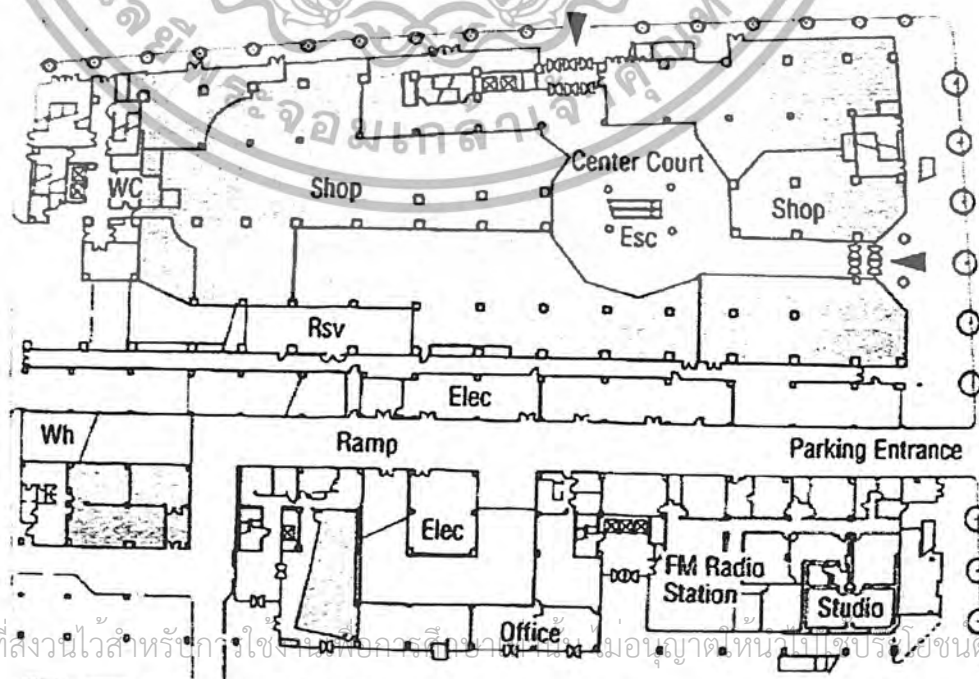 Center Court
WC
Shop
Shop
Esc
Rsv
Elec
Wh
Ramp
Parking Entrance
Elec
FM Radio
Station
Studio
Office